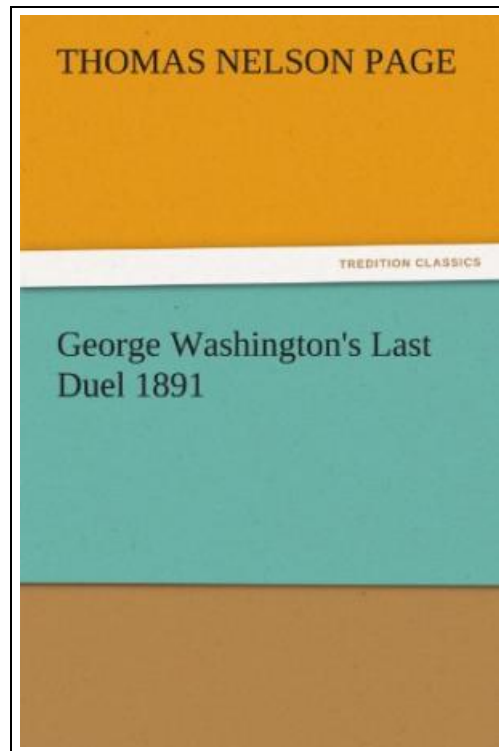 THOMAS NELSON PAGE
TREDITION CLASSICS
George Washington's Last
Duel 1891